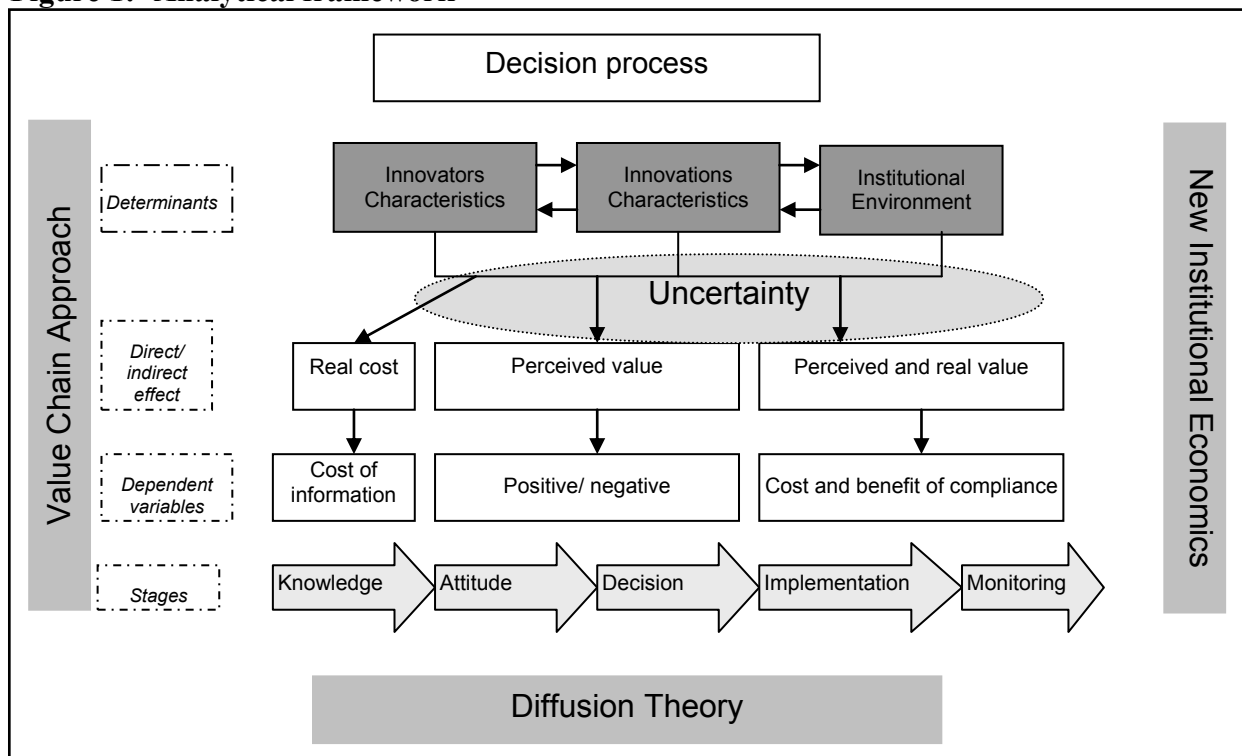 Figure 1. Analytical framework
Decision process
Value Chain Approach
New Institutional Economics
Determinants
Innovators
Characteristics
Innovations
Characteristics
Institutional
Environment
Uncertainty
Direct/
indirect
effect
Real cost
Perceived value
Perceived and real value
Dependent
variables
Cost of
information
Positive/ negative
Cost and benefit of compliance
Stages
Knowledge
Attitude
Decision
Implementation
Monitoring
Diffusion Theory